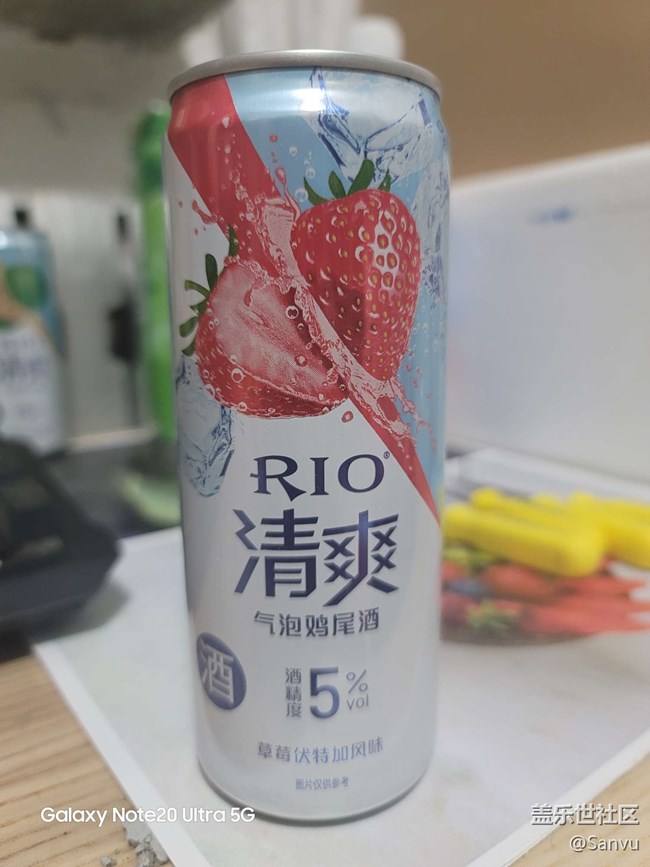 RIO®
清爽
气泡鸡尾酒
酒
酒精度 5%vol
草莓伏特加风味
图片仅供参考
Galaxy Note20 Ultra 5G
盖乐世社区
@Sanvu